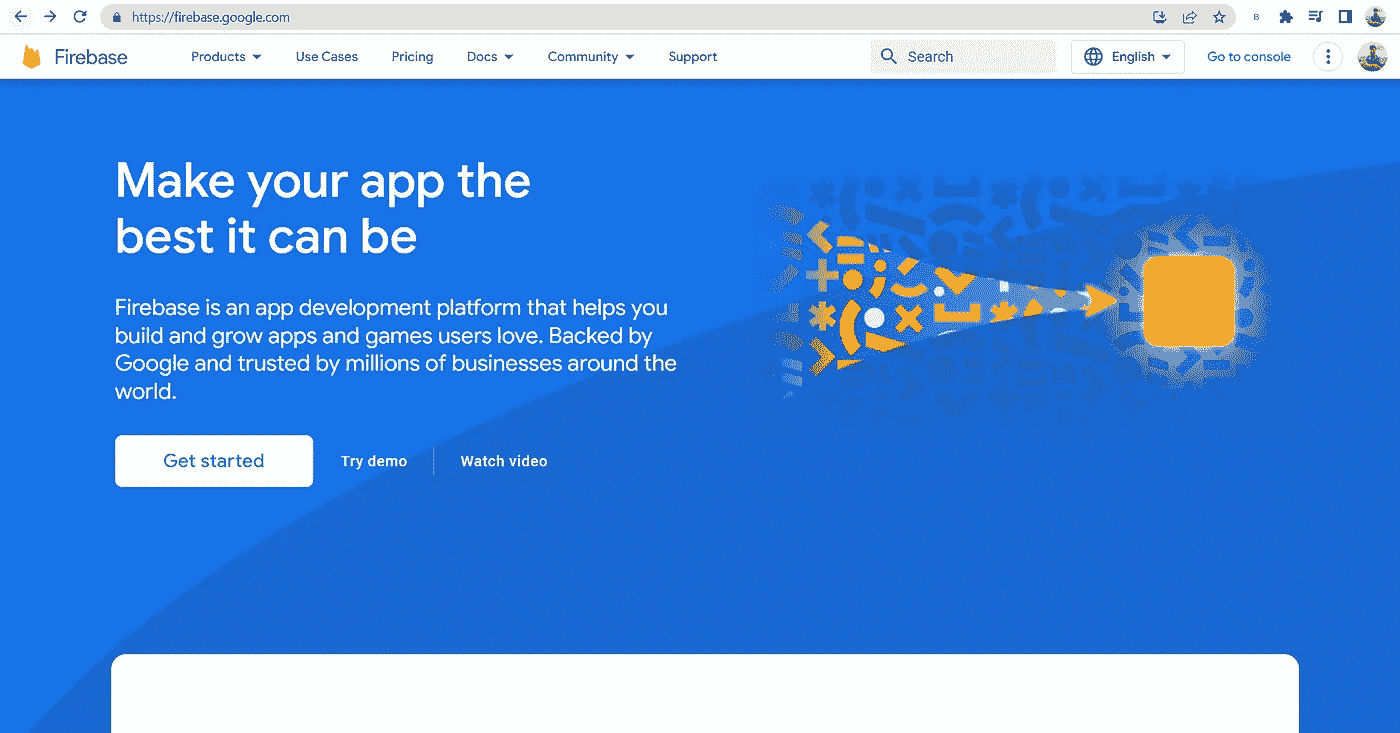 https://firebase.google.com
B
Firebase Products Use Cases Pricing Docs Community Support Search English Go to console
Make your app the
best it can be
Firebase is an app development platform that helps you
build and grow apps and games users love. Backed by
Google and trusted by millions of businesses around the
world.
Get started Try demo Watch video